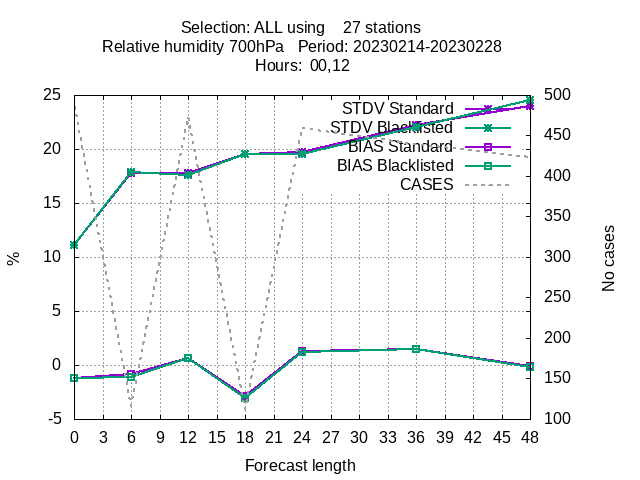 Selection: ALL using 27 stations
Relative humidity 700hPa Period: 20230214-20230228
Hours: 00,12
25
20
15
10
5
0
-5
%
500
450
400
350
300
250
200
150
100
No cases
STDV Standard
STDV Blacklisted
BIAS Standard
BIAS Blacklisted
CASES
0 3 6 9 12 15 18 21 24 27 30 33 36 39 42 45 48
Forecast length